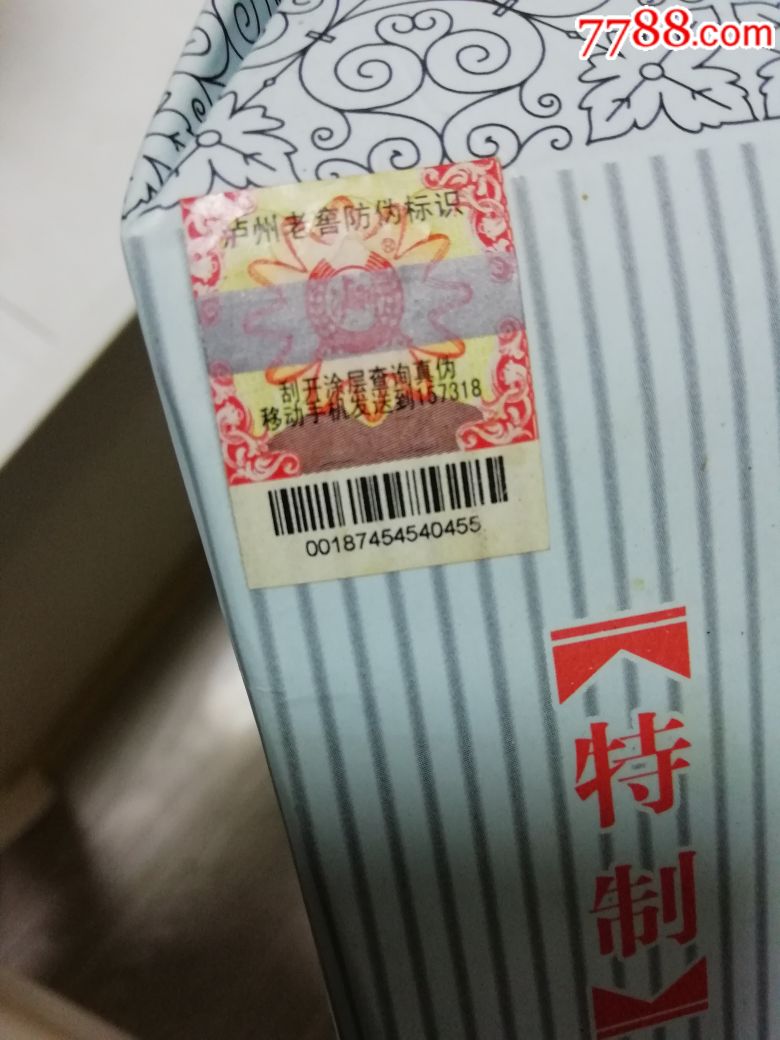 7788.com
泸州老窖防伪标识
刮开涂层查询真伪
移动手机发送到157318
00187454540455
特
制